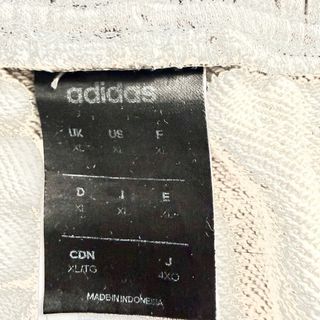 adidas
UK US F
XL XL XL
D I E
XL XL XL
CDN J
XL/TG 4XO
MADE IN INDONESIA